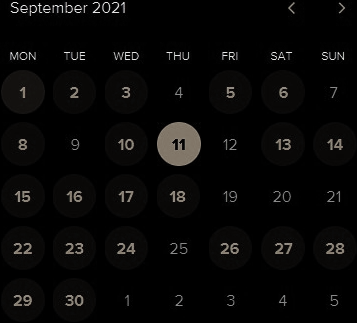 September 2021
MON TUE WED THU FRI SAT SUN
1 2 3 4 5 6 7
8 9 10 11 12 13 14
15 16 17 18 19 20 21
22 23 24 25 26 27 28
29 30 1 2 3 4 5